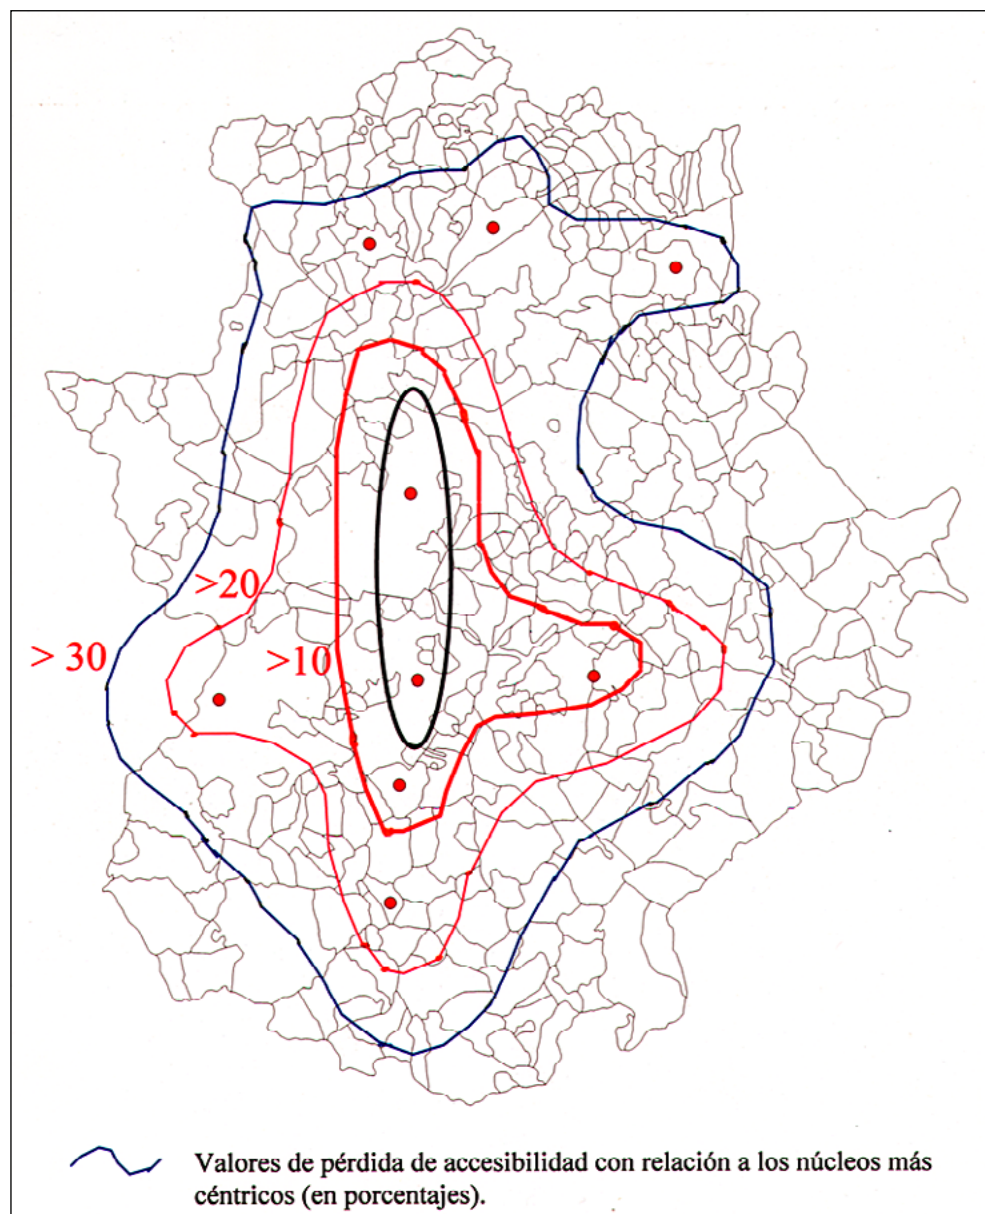 >20
> 30
>10
Valores de pérdida de accesibilidad con relación a los núcleos más
céntricos (en porcentajes).